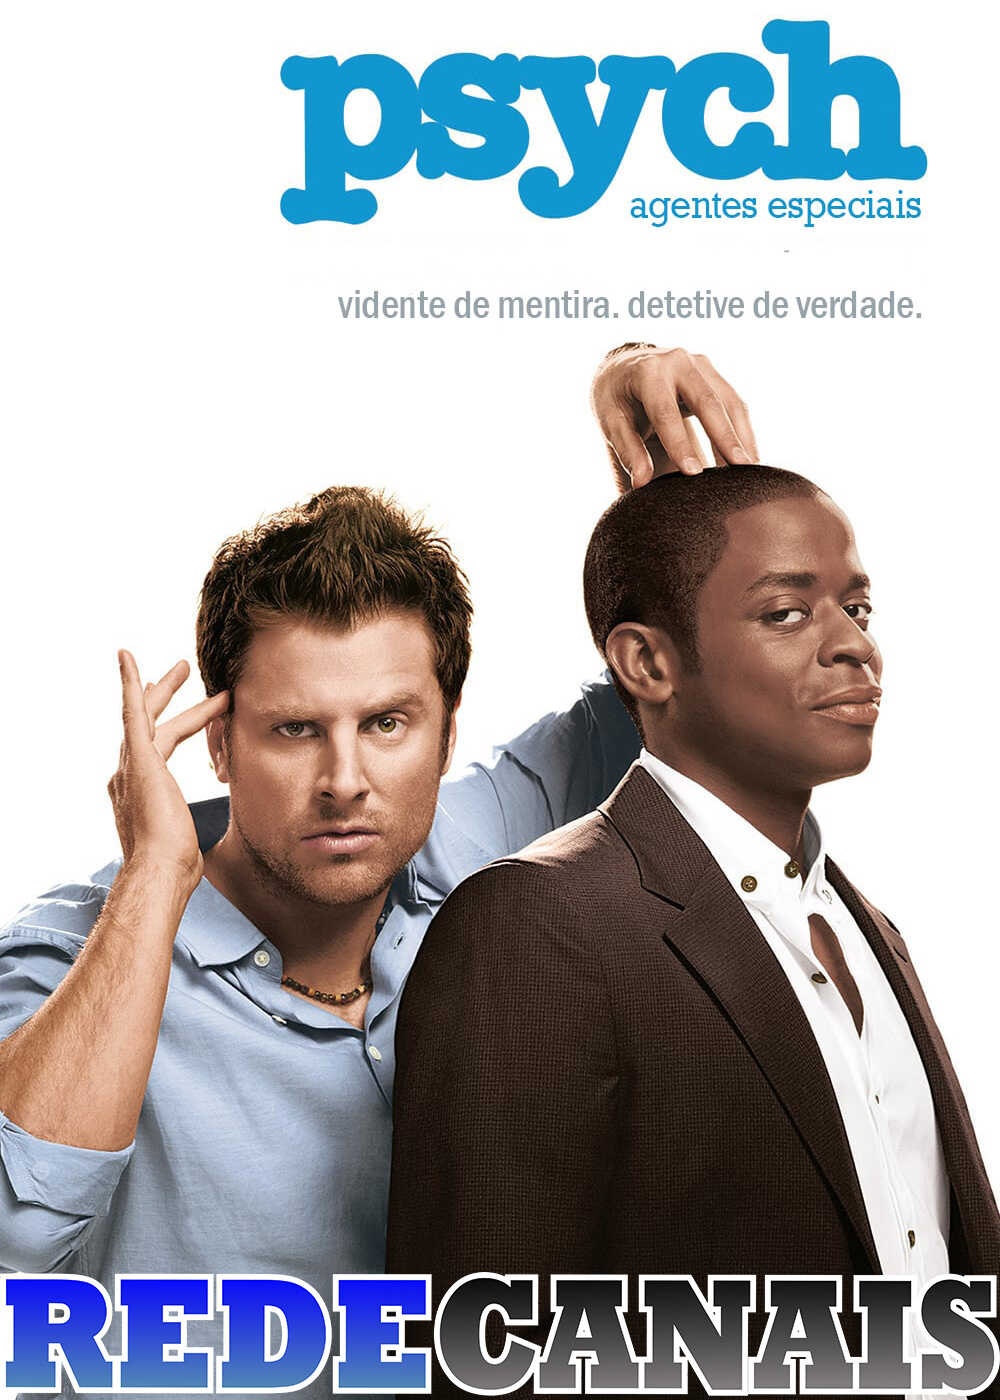 psych
agentes especiais
vidente de mentira. detetive de verdade.
REDECANAIS